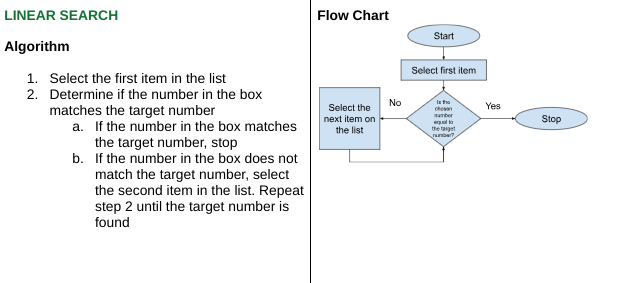 LINEAR SEARCH
Algorithm
1. Select the first item in the list
2. Determine if the number in the box
matches the target number
a. If the number in the box matches
the target number, stop
b. If the number in the box does not
match the target number, select
the second item in the list. Repeat
step 2 until the target number is
found
Flow Chart
Start
Select first item
Is the
chosen
number
equal to
the target
number?
No
Yes
Select the
next item on
the list
Stop